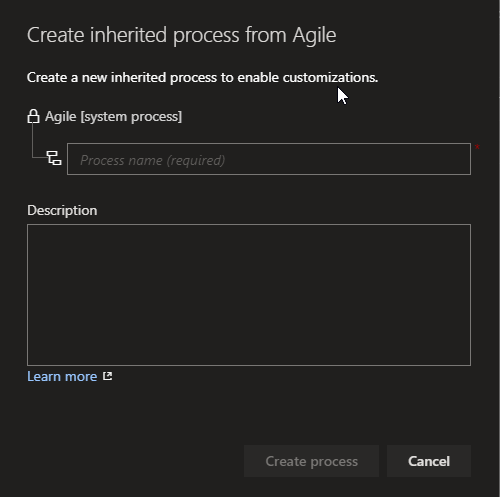 Create inherited process from Agile
Create a new inherited process to enable customizations.
Agile [system process]
Process name (required)
*
Description
Learn more
Create process
Cancel